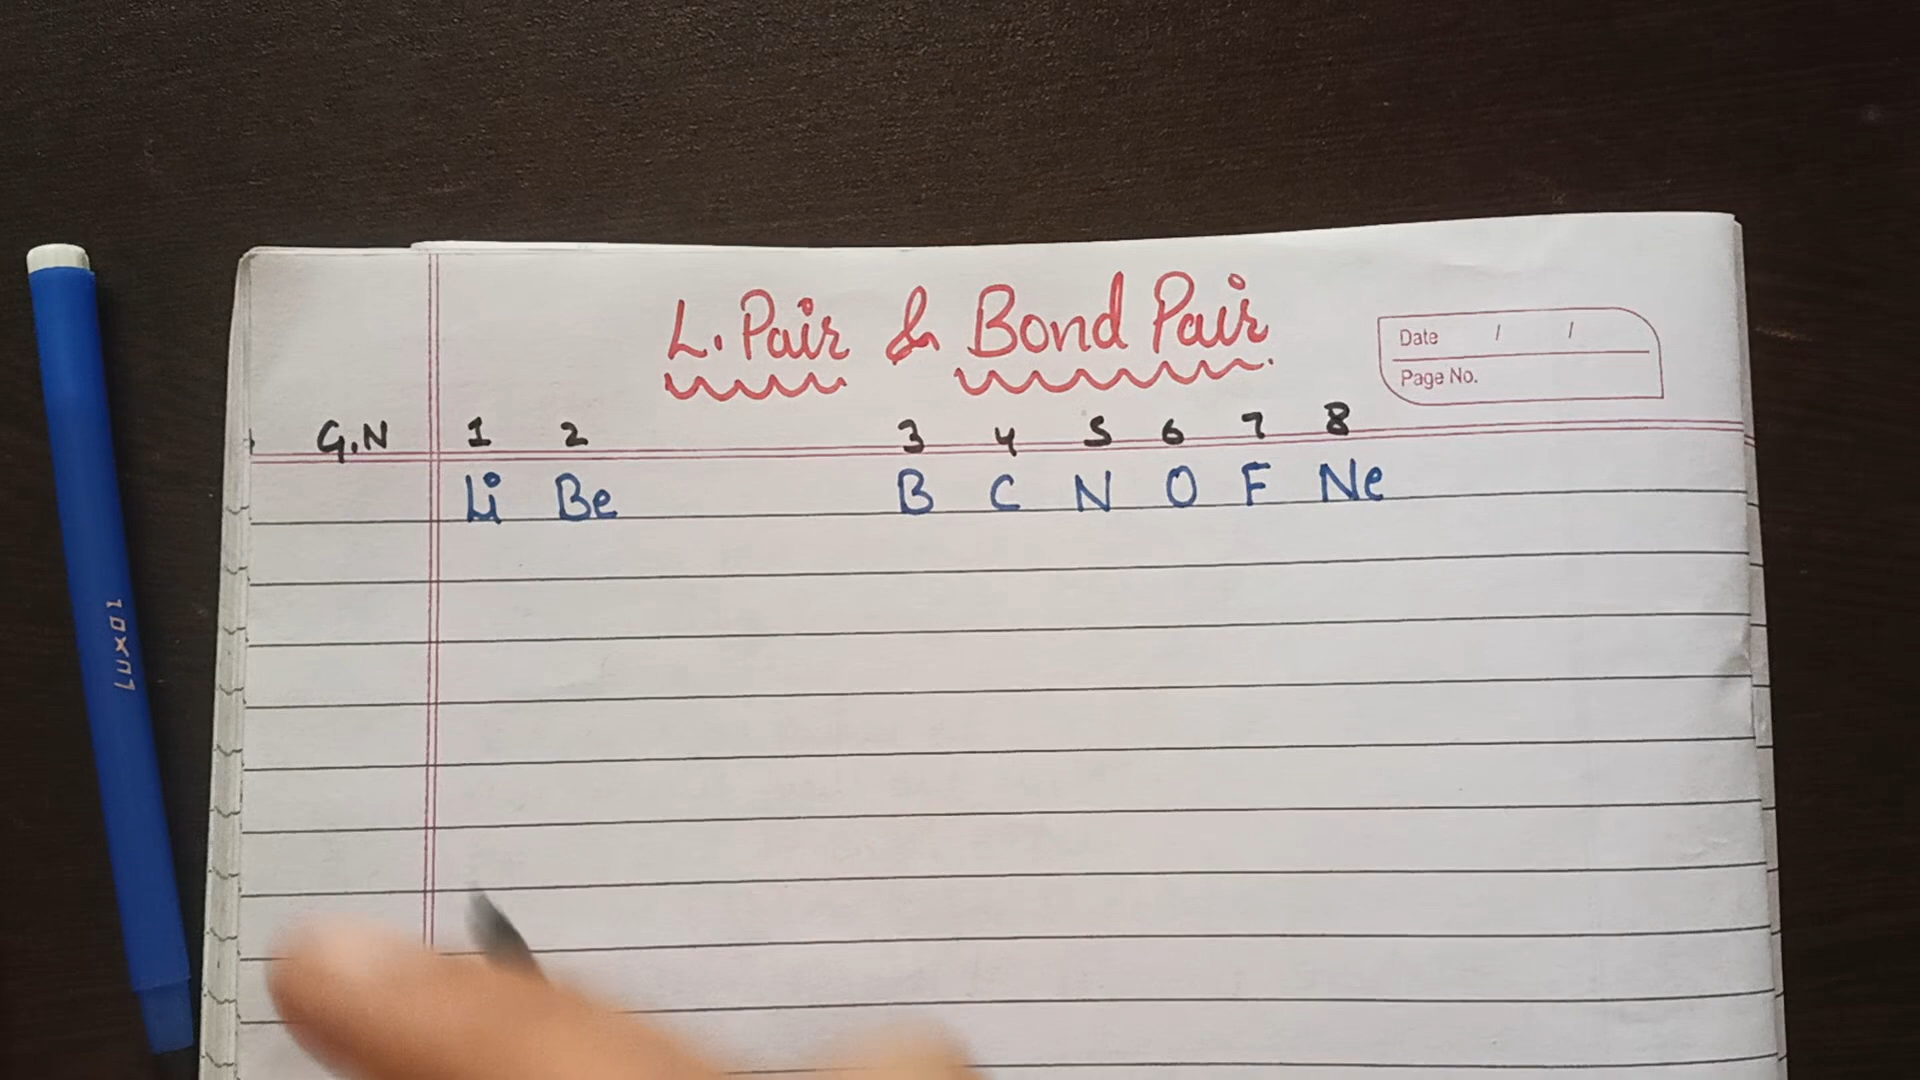 L. Pair & Bond Pair
Date / /
Page No.
G.N 1 2 3 4 5 6 7 8
Li Be B C N O F Ne
Luxor